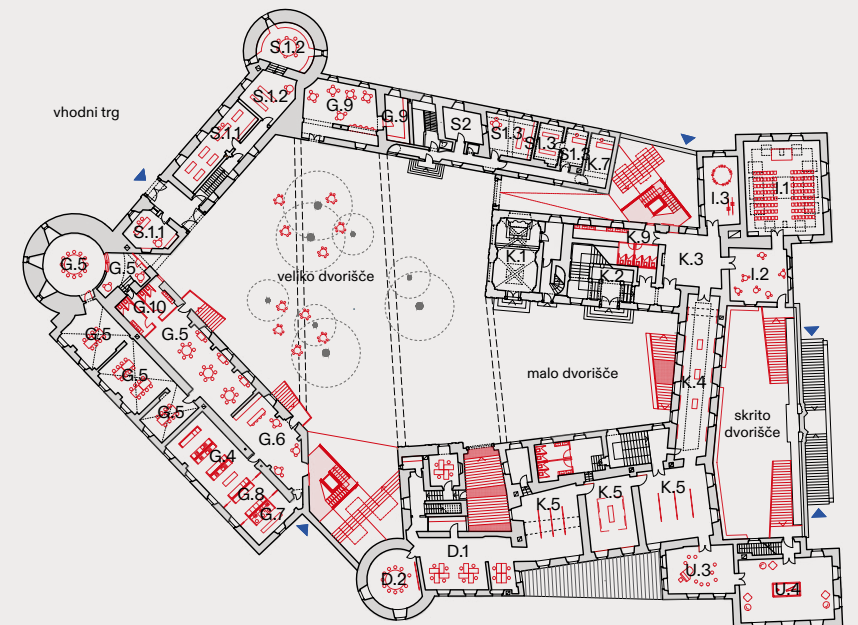 S.1.2
S.1.2
vhodni trg
G.9
G.9
S2
S.1.1
S1.3
S1.3
S1.3
K.7
I.1
I.3
S.1.1
K.9
K.3
K.1
K.2
I.2
G.5
G.5
veliko dvorišče
G.10
G.5
G.5
malo dvorišče
K.4
G.5
G.5
skrito
dvorišče
G.6
G.4
G.8
G.7
K.5
K.5
K.5
D.1
D.2
U.3
U.4